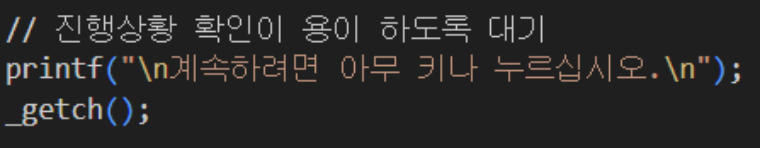 // 진행상황 확인이 용이 하도록 대기
printf("\n계속하려면 아무 키나 누르십시오.\n");
_getch();